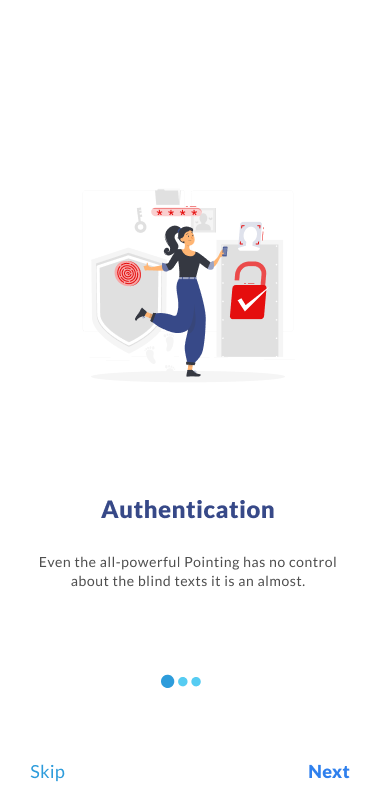 Authentication
Even the all-powerful Pointing has no control
about the blind texts it is an almost.
Skip
Next